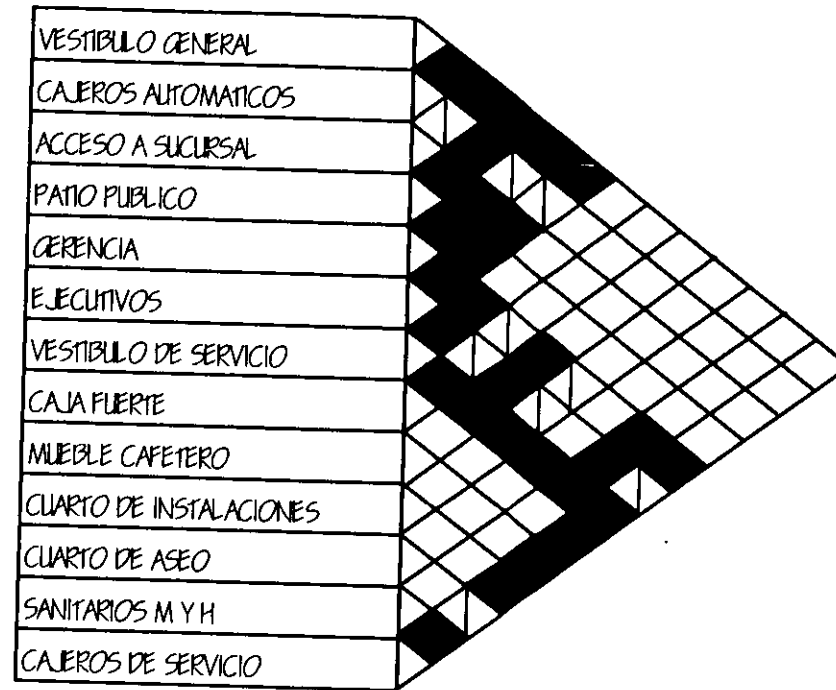 VESTIBULO GENERAL
CAJEROS AUTOMATICOS
ACCESO A SUCURSAL
PATIO PUBLICO
GERENCIA
EJECUTIVOS
VESTIBULO DE SERVICIO
CAJA FUERTE
MUEBLE CAFETERO
CUARTO DE INSTALACIONES
CUARTO DE ASEO
SANITARIOS M Y H
CAJEROS DE SERVICIO